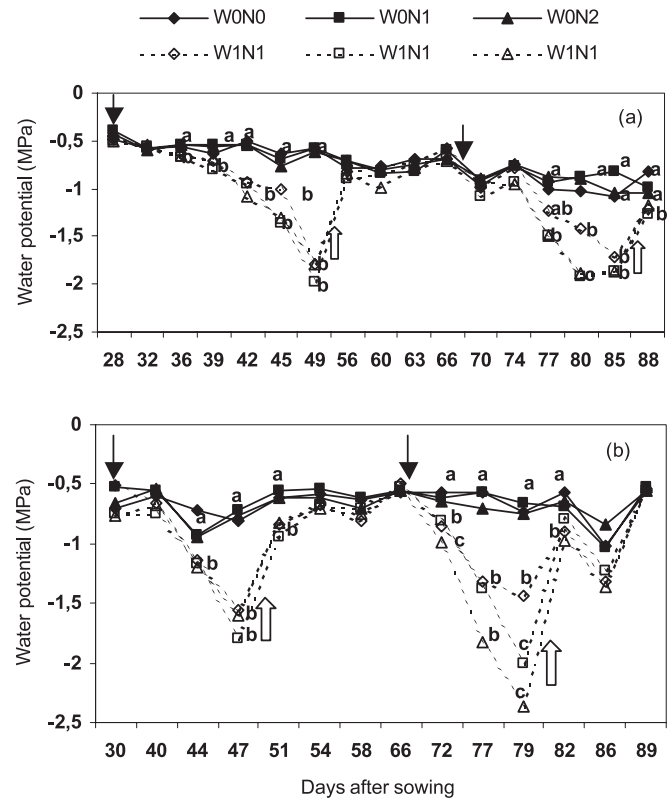 W0N0 W0N1 W0N2
W1N1 W1N1 W1N1
(a)
Water potential (MPa)
0
-0,5
-1
-1,5
-2
-2,5
a a a a a
b b b b b b b b
a a a a
ab b b b b b
c
28 32 36 39 42 45 49 56 60 63 66 70 74 77 80 85 88
(b)
Water potential (MPa)
0
-0,5
-1
-1,5
-2
-2,5
a a a
b b b
a a a a
b c b b b b
c c
30 40 44 47 51 54 58 66 72 77 79 82 86 89
Days after sowing